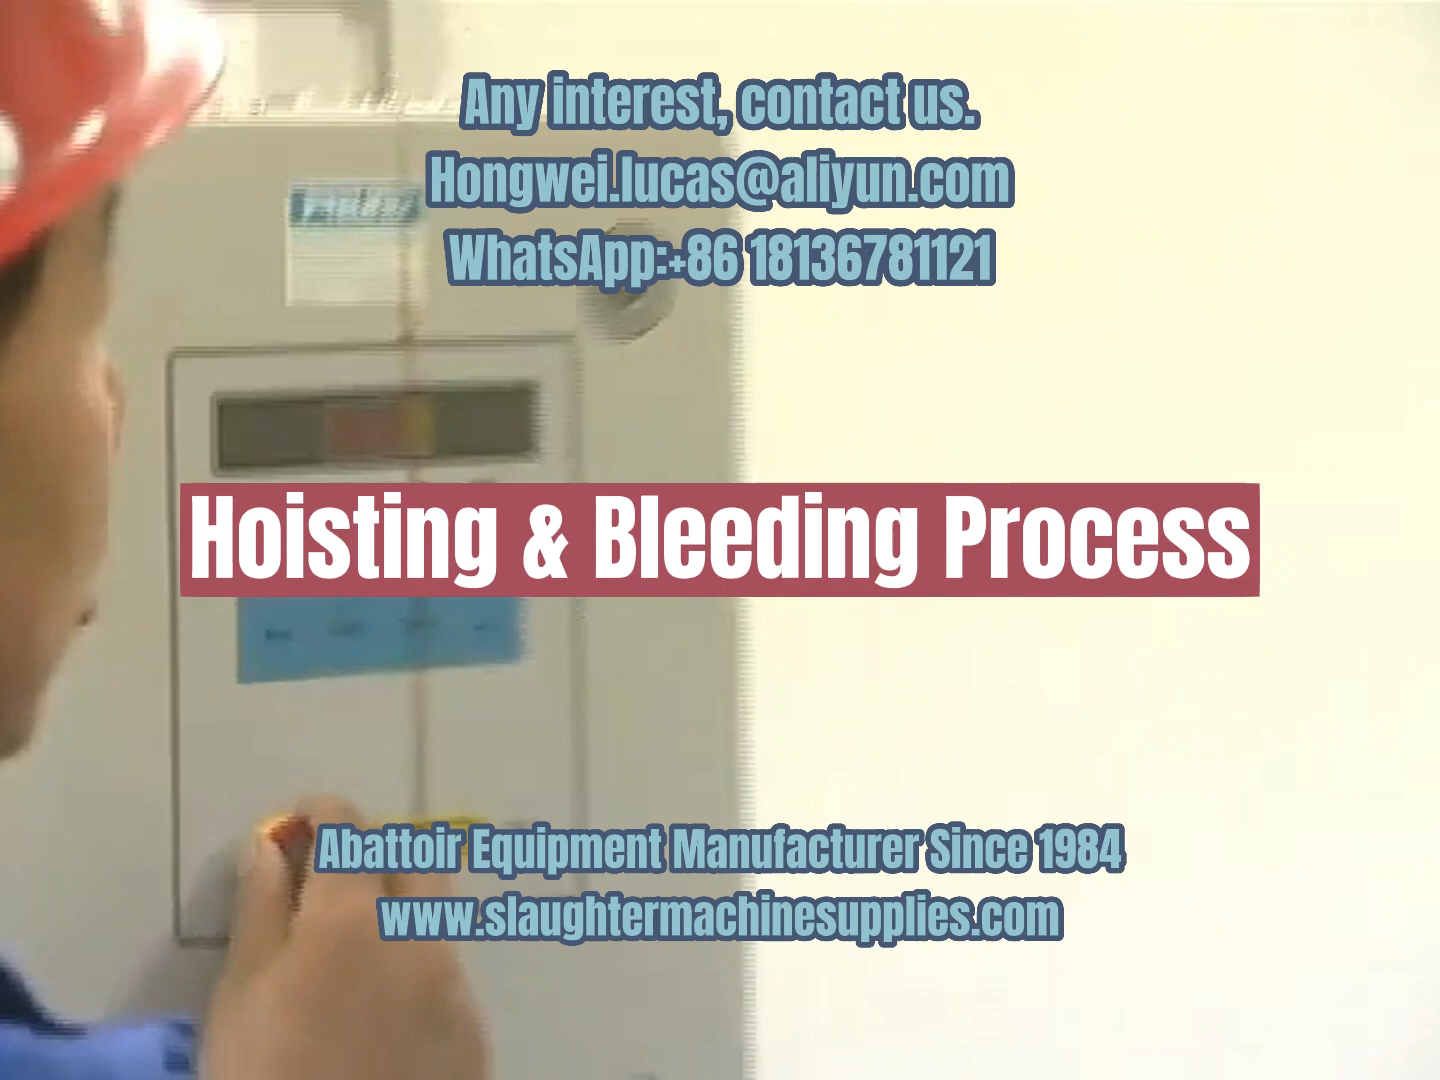 Any interest, contact us.
Hongwei.lucas@aliyun.com
WhatsApp:+86 18136781121
Hoisting & Bleeding Process
Abattoir Equipment Manufacturer Since 1984
www.slaughtermachinesupplies.com